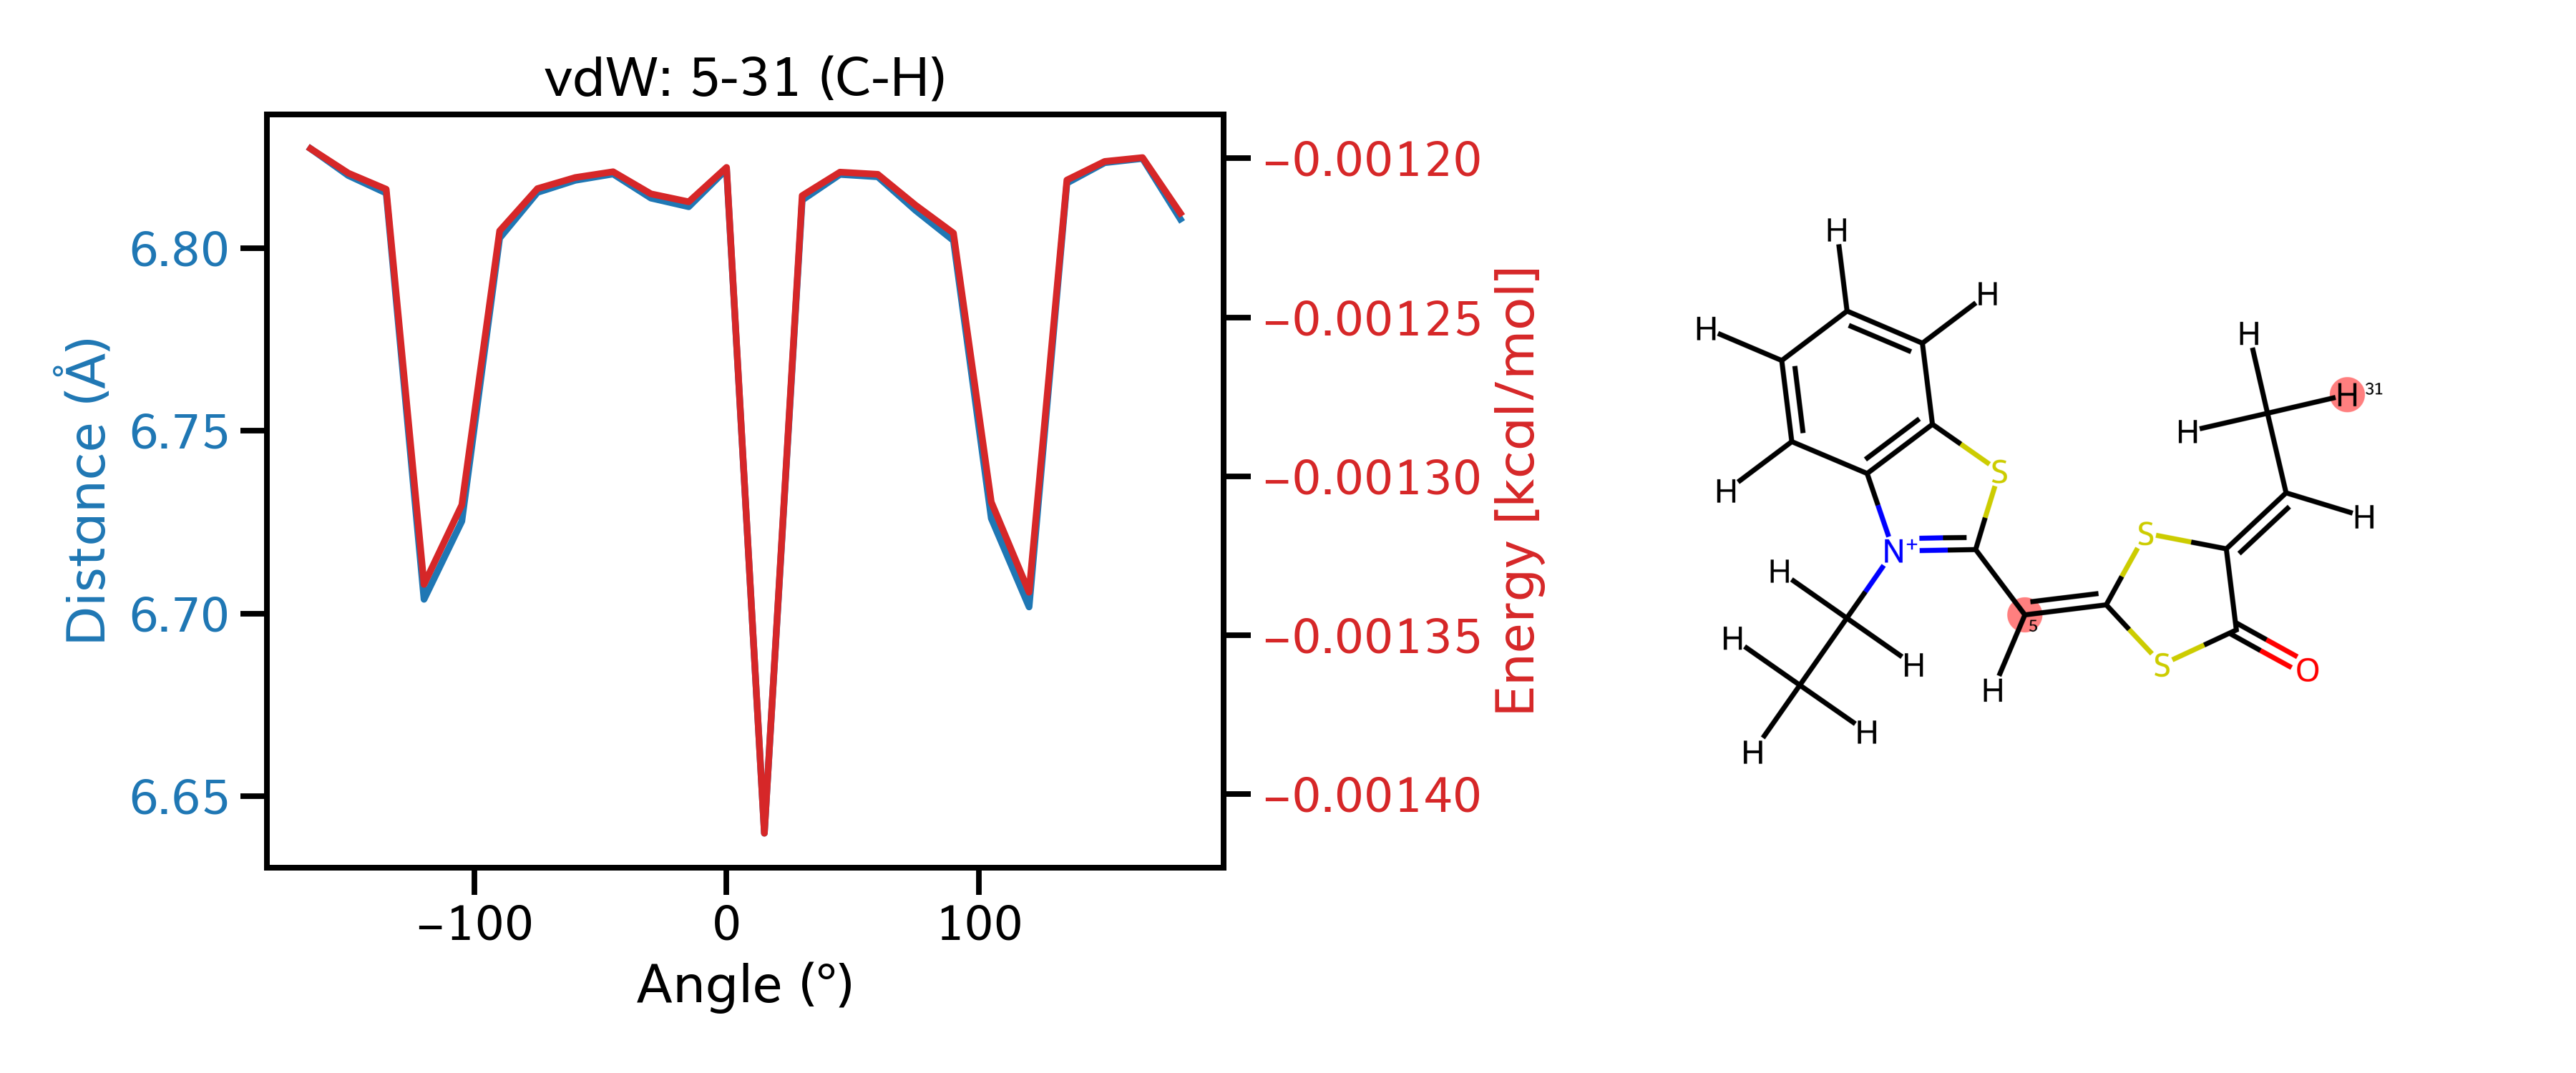 vdW: 5-31 (C-H)
Distance (Å)
6.80
6.75
6.70
6.65
−100
0
100
Angle (°)
−0.00120
−0.00125
−0.00130
−0.00135
−0.00140
Energy [kcal/mol]
H
H
H
H
H
H 31
H
S
H
H
S
N+
H
5
H
H
S
O
H
H
H